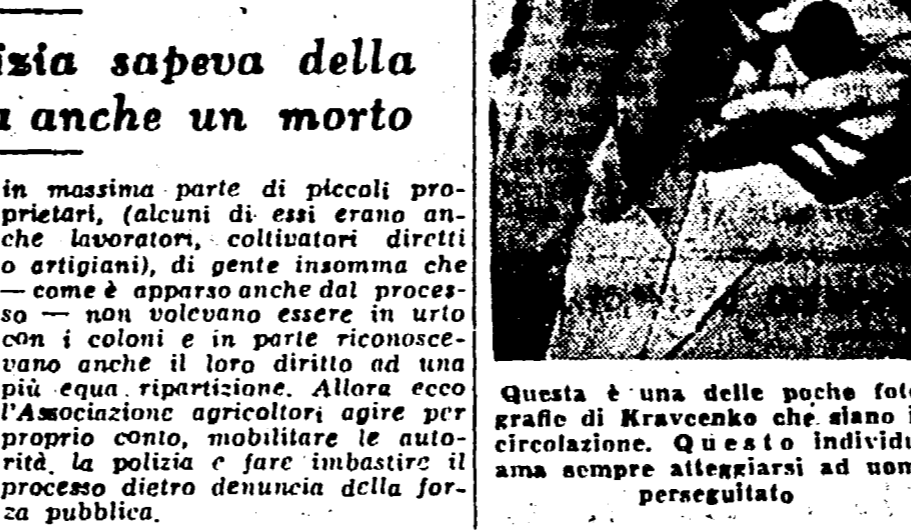 izia sapeva della
a anche un morto
in massima parte di piccoli pro-
prietari, (alcuni di essi erano an-
che lavoratori, coltivatori diretti
o artigiani), di gente insomma che
— come è apparso anche dal proces-
so — non volevano essere in urto
con i coloni e in parte riconosce-
vano anche il loro diritto ad una
più equa ripartizione. Allora ecco
l'Associazione agricoltori agire per
proprio conto, mobilitare le auto-
rità, la polizia e fare imbastire il
processo dietro denuncia della for-
za pubblica.
Questa è una delle poche foto
grafie di Kravcenko che siano i
circolazione. Questo individu
ama sempre atteggiarsi ad uom
perseguitato